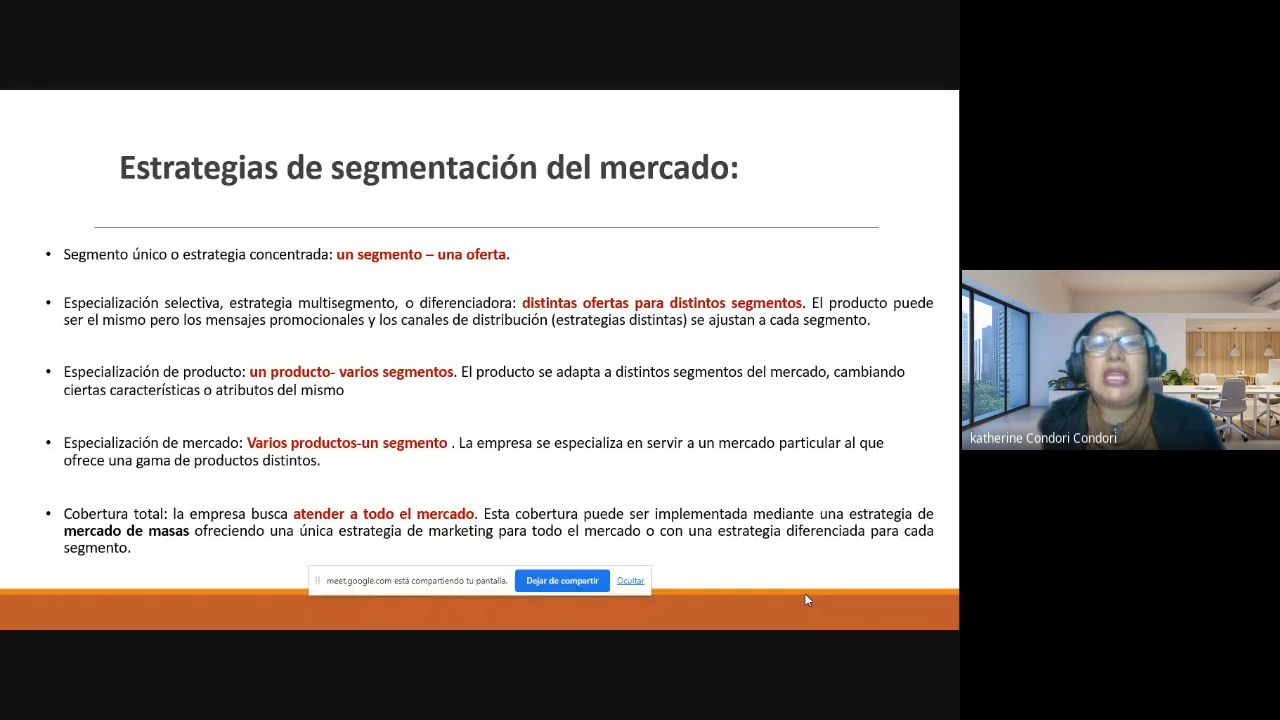 Estrategias de segmentación del mercado:
• Segmento único o estrategia concentrada: un segmento – una oferta.
• Especialización selectiva, estrategia multisegmento, o diferenciadora: distintas ofertas para distintos segmentos. El producto puede
ser el mismo pero los mensajes promocionales y los canales de distribución (estrategias distintas) se ajustan a cada segmento.
• Especialización de producto: un producto- varios segmentos. El producto se adapta a distintos segmentos del mercado, cambiando
ciertas características o atributos del mismo
• Especialización de mercado: Varios productos-un segmento . La empresa se especializa en servir a un mercado particular al que
ofrece una gama de productos distintos.
• Cobertura total: la empresa busca atender a todo el mercado. Esta cobertura puede ser implementada mediante una estrategia de
mercado de masas ofreciendo una única estrategia de marketing para todo el mercado o con una estrategia diferenciada para cada
segmento.
meet.google.com está compartiendo tu pantalla. Dejar de compartir Ocultar
katherine Condori Condori